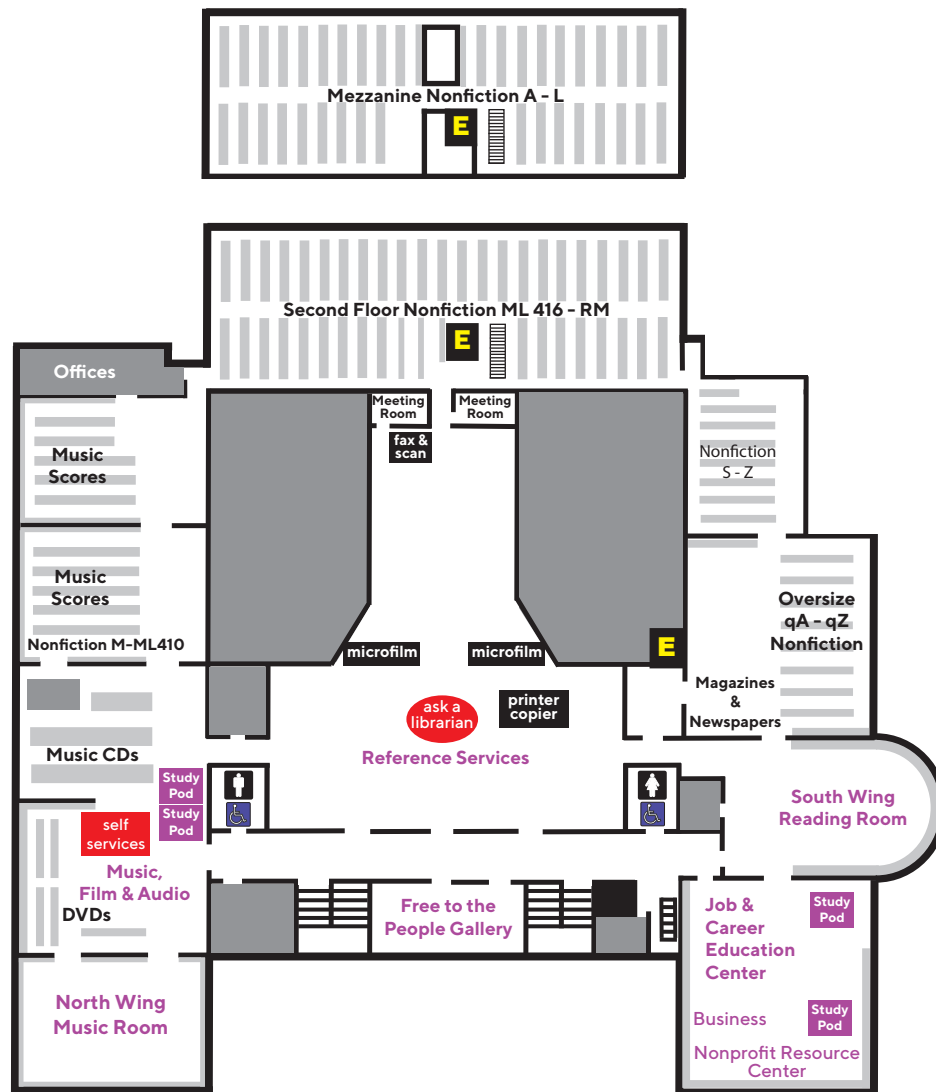 Mezzanine Nonfiction A - L
E
Second Floor Nonfiction ML 416 - RM
E
Offices
Meeting
Room
Meeting
Room
fax &
scan
Music
Scores
Nonfiction
S - Z
Music
Scores
Nonfiction M-ML410
Oversize
qA - qZ
Nonfiction
microfilm
microfilm
E
Magazines
&
Newspapers
ask a
librarian
printer
copier
Reference Services
Music CDs
Study
Pod
Study
Pod
self
services
South Wing
Reading Room
Music,
Film & Audio
DVDs
Free to the
People Gallery
Job &
Career
Education
Center
Study
Pod
North Wing
Music Room
Business
Study
Pod
Nonprofit Resource
Center